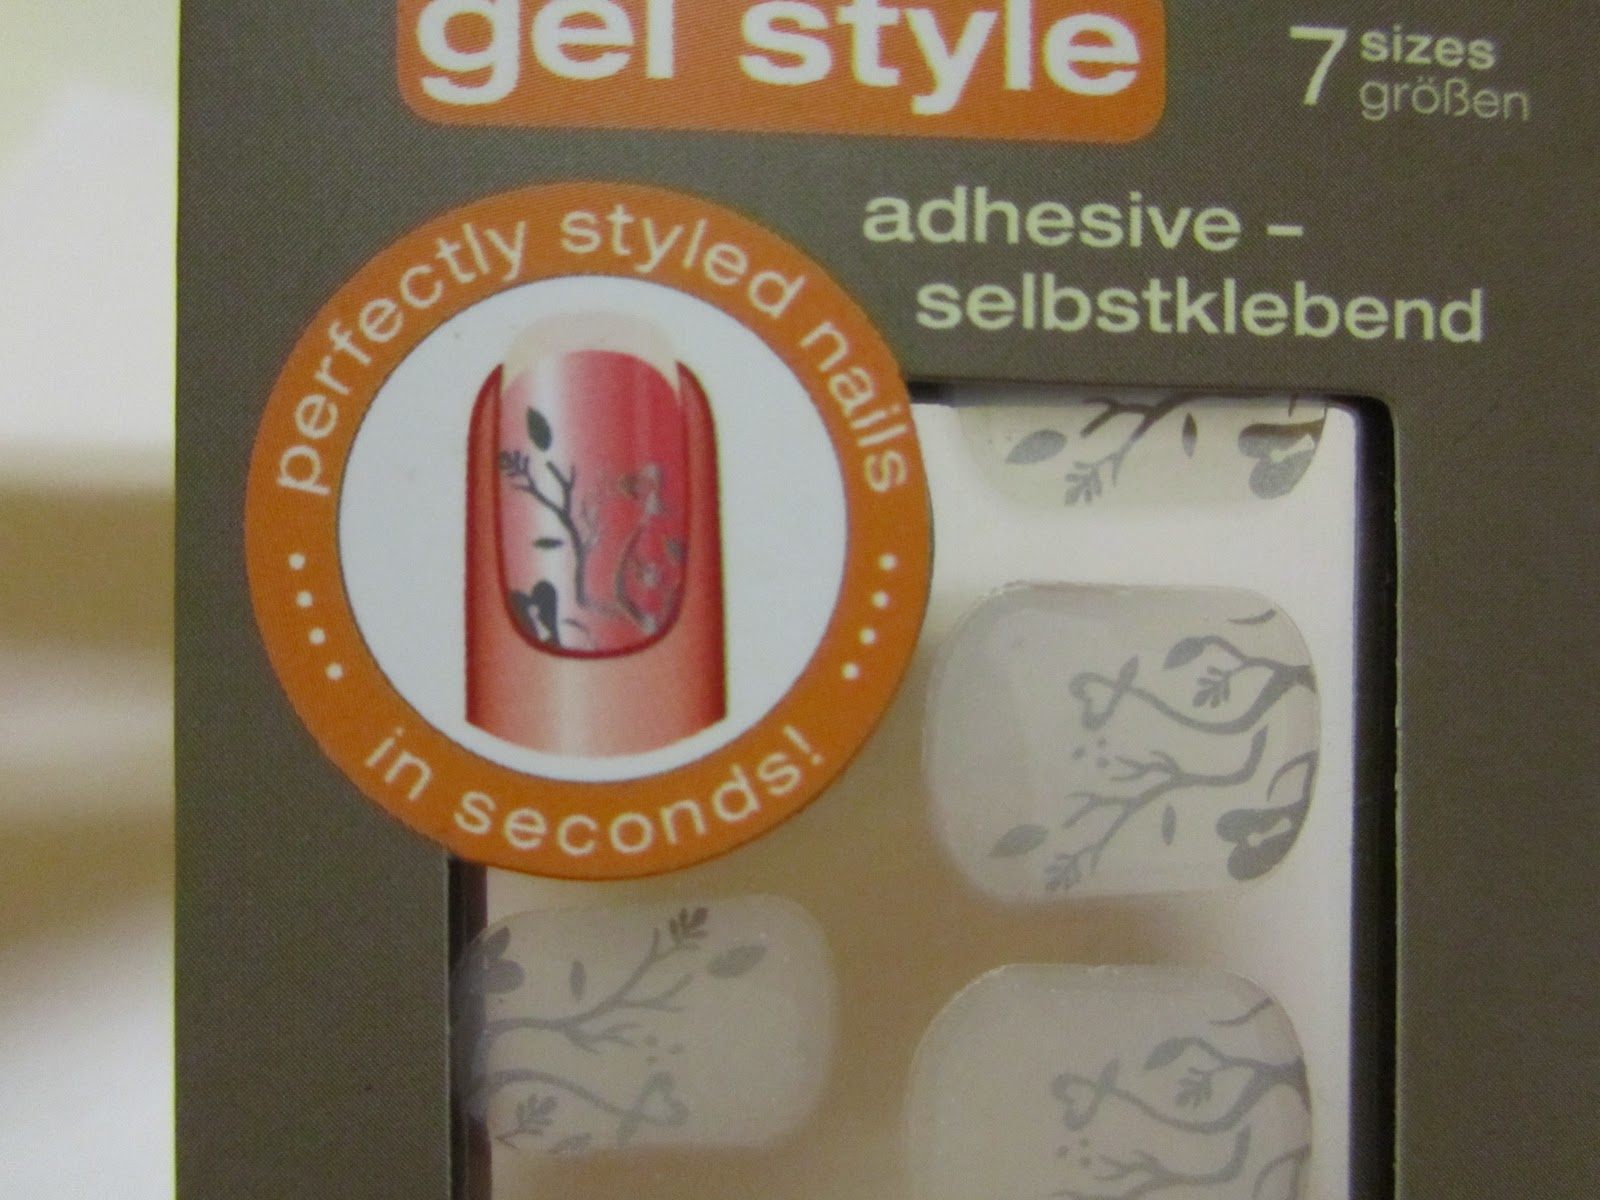 gel style
7 sizes
größen
adhesive –
selbstklebend
perfectly styled nails
in seconds!